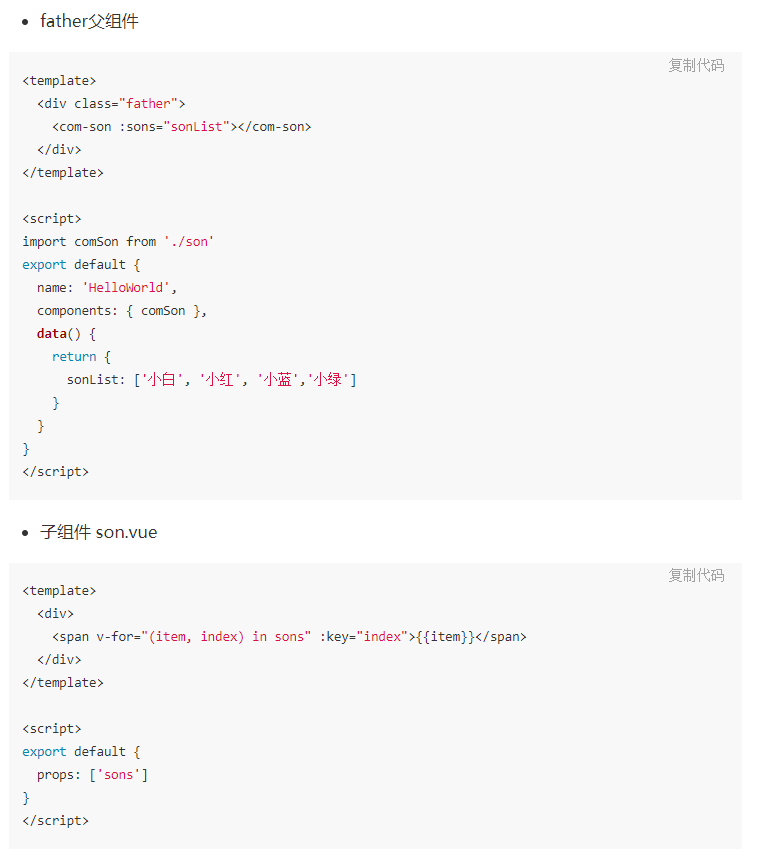 father父组件
复制代码
<template>
  <div class="father">
    <com-son :sons="sonList"></com-son>
  </div>
</template>

<script>
import comSon from './son'
export default {
  name: 'HelloWorld',
  components: { comSon },
  data() {
    return {
      sonList: ['小白', '小红', '小蓝','小绿']
    }
  }
}
</script>
子组件 son.vue
复制代码
<template>
  <div>
    <span v-for="(item, index) in sons" :key="index">{{item}}</span>
  </div>
</template>

<script>
export default {
  props: ['sons']
}
</script>